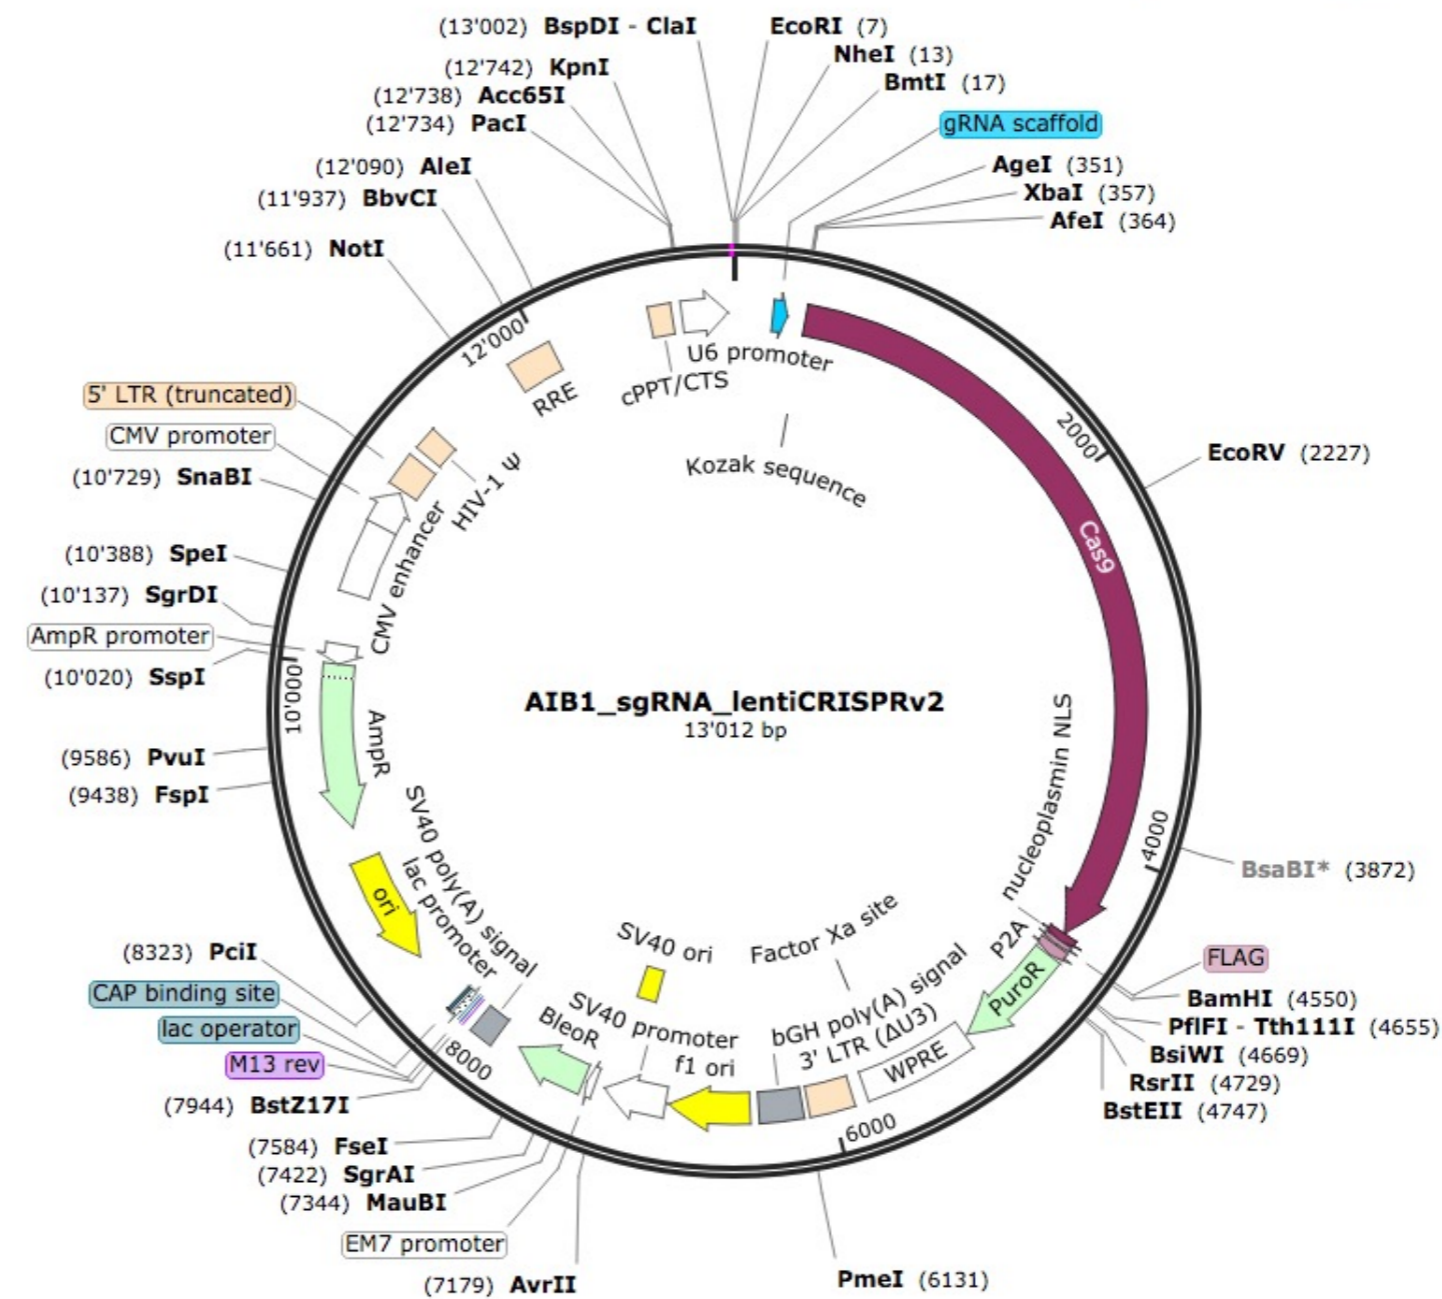 (13'002) BspDI - ClaI
EcoRI (7)
NheI (13)
(12'742) KpnI
BmtI (17)
(12'738) Acc65I
(12'734) PacI
gRNA scaffold
(12'090) AleI
AgeI (351)
(11'937) BbvCI
XbaI (357)
AfeI (364)
(11'661) NotI
12'000
U6 promoter
cPPT/CTS
RRE
5' LTR (truncated)
CMV promoter
2000
EcoRV (2227)
(10'729) SnaBI
HIV-1 Ψ
Kozak sequence
Cas9
(10'388) SpeI
CMV enhancer
(10'137) SgrDI
AmpR promoter
(10'020) SspI
10'000
AIB1_sgRNA_lentiCRISPRv2
13'012 bp
AmpR
(9586) PvuI
(9438) FspI
nucleoplasmin NLS
SV40 poly(A) signal
lac promoter
4000
BsaBI* (3872)
ori
SV40 ori
Factor Xa site
P2A
(8323) PciI
FLAG
CAP binding site
BamHI (4550)
PuroR
lac operator
PflFI - Tth111I (4655)
SV40 promoter
BleoR
bGH poly(A) signal
3' LTR (ΔU3)
M13 rev
8000
f1 ori
WPRE
BsiWI (4669)
RsrII (4729)
(7944) BstZ17I
BstEII (4747)
6000
(7584) FseI
(7422) SgrAI
(7344) MauBI
EM7 promoter
(7179) AvrII
PmeI (6131)